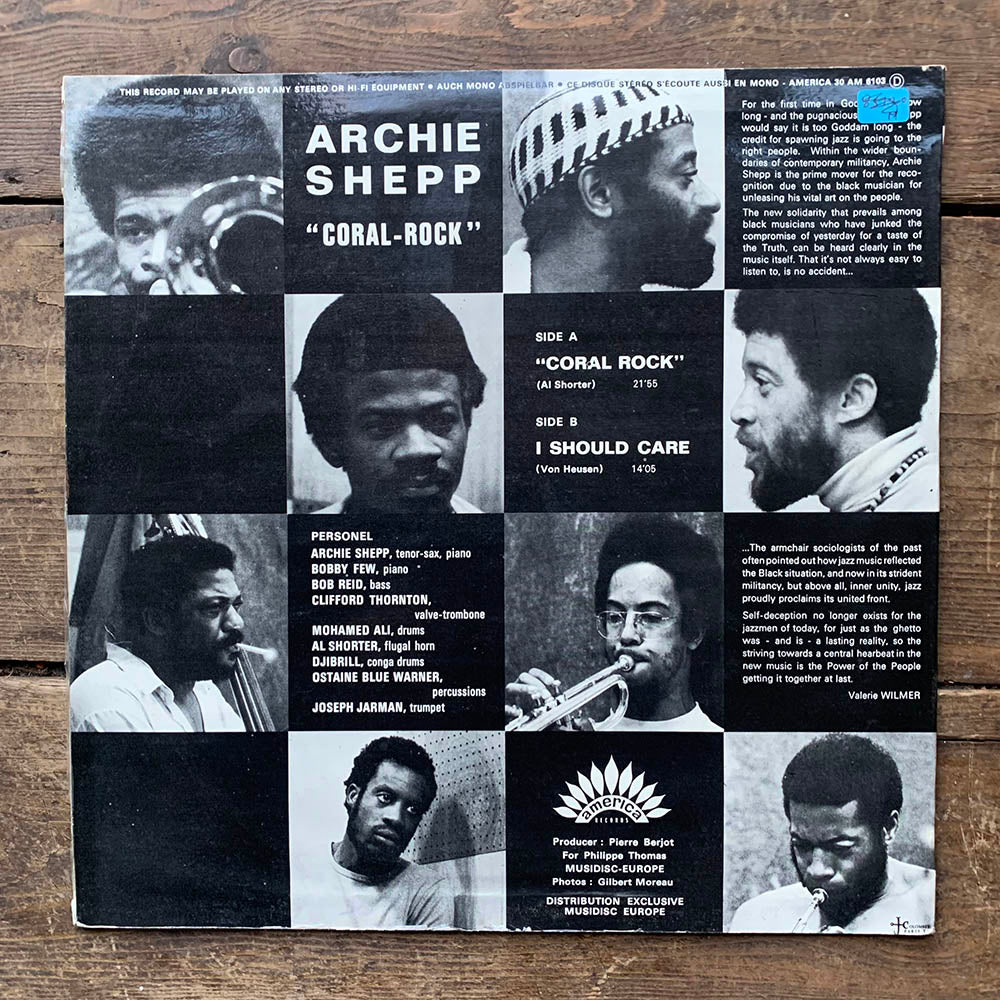 THIS RECORD MAY BE PLAYED ON ANY STEREO OR HI-FI EQUIPMENT • AUCH MONO ABSPIELBAR • CE DISQUE STÉRÉO S'ÉCOUTE AUSSI EN MONO - AMERICA 30 AM 6103 D
ARCHIE
SHEPP
"CORAL-ROCK"
For the first time in
long - and the pugnacious
would say it is too Goddam long - the
credit for spawning jazz is going to the
right people. Within the wider boun-
daries of contemporary militancy, Archie
Shepp is the prime mover for the reco-
gnition due to the black musician for
unleasing his vital art on the people.
The new solidarity that prevails among
black musicians who have junked the
compromise of yesterday for a taste of
the Truth, can be heard clearly in the
music itself. That it's not always easy to
listen to, is no accident...
SIDE A
"CORAL ROCK"
(Al Shorter) 21'55
SIDE B
I SHOULD CARE
(Von Heusen) 14'05
PERSONEL
ARCHIE SHEPP, tenor-sax, piano
BOBBY FEW, piano
BOB REID, bass
CLIFFORD THORNTON,
valve-trombone
MOHAMED ALI, drums
AL SHORTER, flugal horn
DJIBRILL, conga drums
OSTAINE BLUE WARNER,
percussions
JOSEPH JARMAN, trumpet
...The armchair sociologists of the past
often pointed out how jazz music reflected
the Black situation, and now in its strident
militancy, but above all, inner unity, jazz
proudly proclaims its united front.
Self-deception no longer exists for the
jazzmen of today, for just as the ghetto
was - and is - a lasting reality, so the
striving towards a central hearbeat in the
new music is the Power of the People
getting it together at last.
Valerie WILMER
america
RECORDS
Producer : Pierre Berjot
For Philippe Thomas
MUSIDISC-EUROPE
Photos : Gilbert Moreau
DISTRIBUTION EXCLUSIVE
MUSIDISC EUROPE